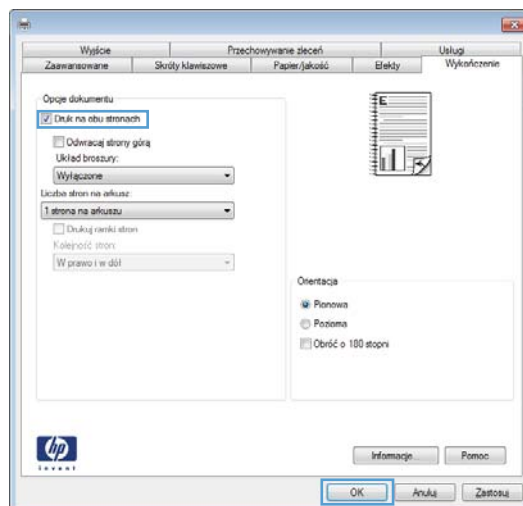 Wyjście Przechowywanie zleceń Usługi
Zaawansowane Skróty klawiszowe Papier/jakość Efekty Wykończenie
Opcje dokumentu
Druk na obu stronach
Odwracaj strony górą
Układ broszury:
Wyłączone
Liczba stron na arkusz:
1 strona na arkuszu
Drukuj ramki stron
Kolejność stron:
W prawo i w dół
E
Orientacja
Pionowa
Pozioma
Obróć o 180 stopni
hp
invent
Informacje... Pomoc
OK Anuluj Zastosuj